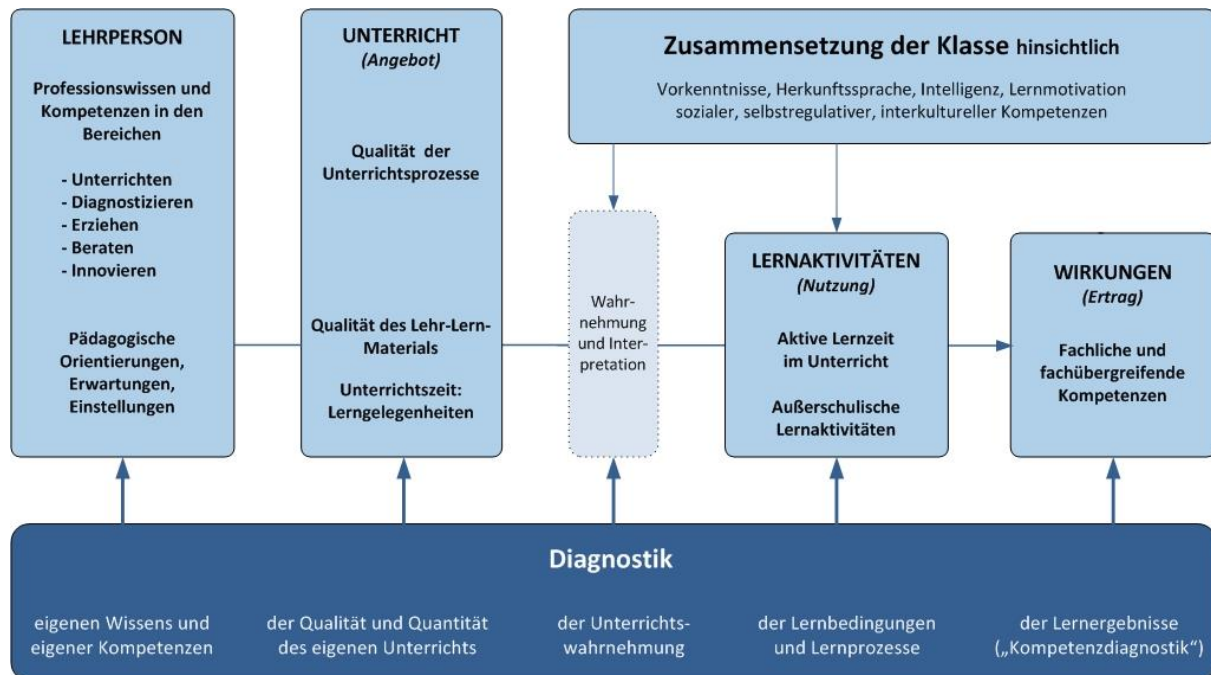 LEHRPERSON
Professionswissen und
Kompetenzen in den
Bereichen
- Unterrichten
- Diagnostizieren
- Erziehen
- Beraten
- Innovieren
Pädagogische
Orientierungen,
Erwartungen,
Einstellungen
UNTERRICHT
(Angebot)
Qualität der
Unterrichtsprozesse
Qualität des Lehr-Lern-
Materials
Unterrichtszeit:
Lerngelegenheiten
Zusammensetzung der Klasse hinsichtlich
Vorkenntnisse, Herkunftssprache, Intelligenz, Lernmotivation
sozialer, selbstregulativer, interkultureller Kompetenzen
Wahr-
nehmung
und Inter-
pretation
LERNAKTIVITÄTEN
(Nutzung)
Aktive Lernzeit
im Unterricht
Außerschulische
Lernaktivitäten
WIRKUNGEN
(Ertrag)
Fachliche und
fachübergreifende
Kompetenzen
Diagnostik
eigenen Wissens und
eigener Kompetenzen
der Qualität und Quantität
des eigenen Unterrichts
der Unterrichts-
wahrnehmung
der Lernbedingungen
und Lernprozesse
der Lernergebnisse
(„Kompetenzdiagnostik“)